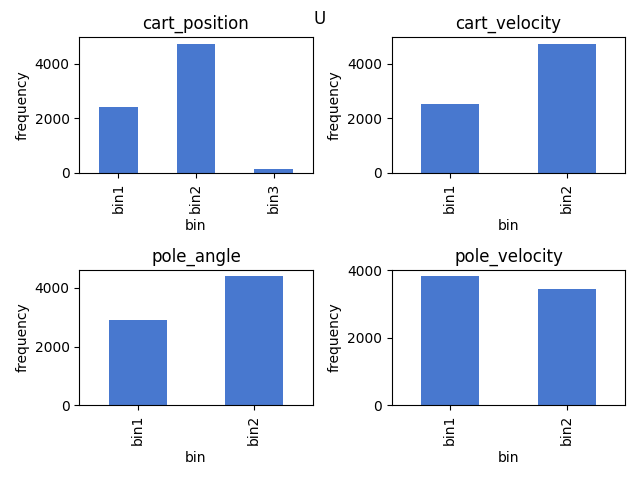 U
cart_position
frequency
4000
2000
0
bin1
bin2
bin3
bin
cart_velocity
frequency
4000
2000
0
bin1
bin2
bin
pole_angle
frequency
4000
2000
0
bin1
bin2
bin
pole_velocity
frequency
4000
2000
0
bin1
bin2
bin